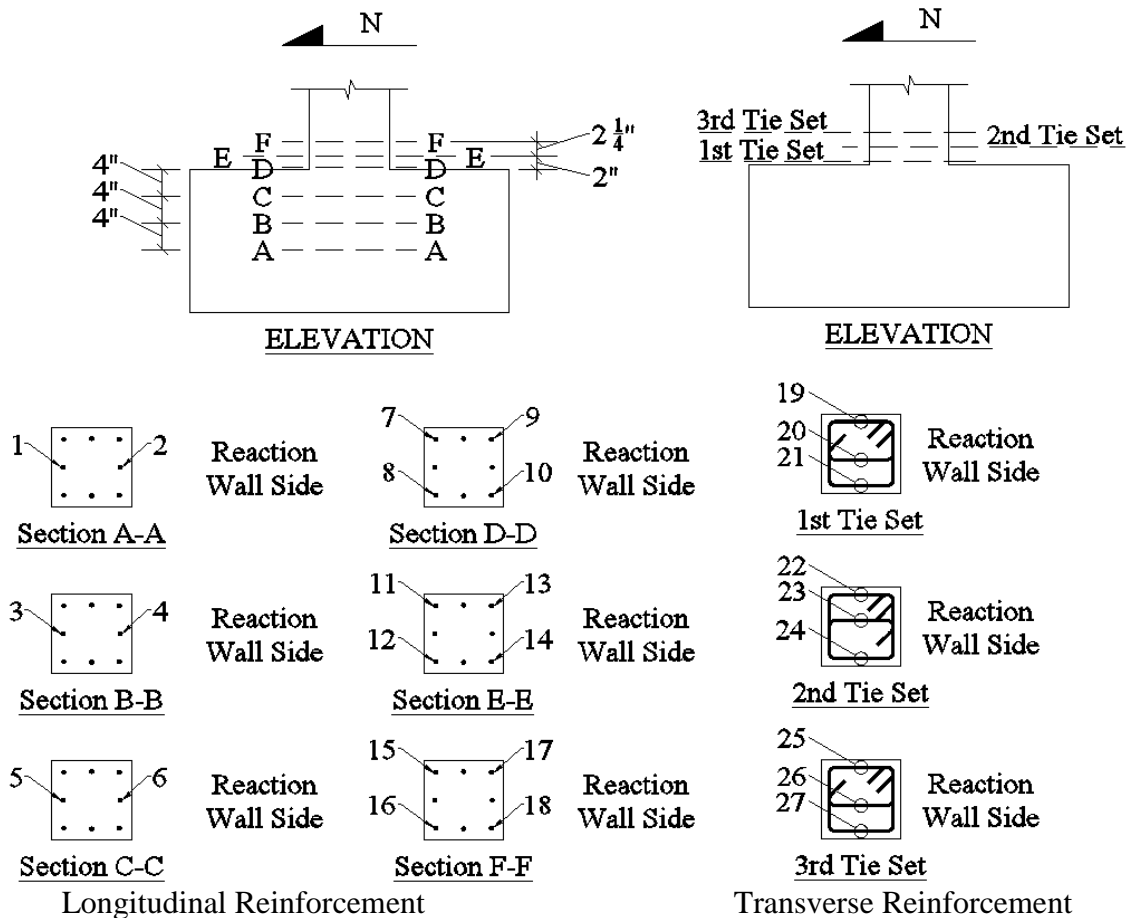 N
F F
E E
D D
C C
B B
A A
4"
4"
4"
2 1/4"
2"
ELEVATION
N
3rd Tie Set
2nd Tie Set
1st Tie Set
ELEVATION
1 2
Reaction
Wall Side
Section A-A
7 9
8 10
Reaction
Wall Side
Section D-D
19
20
21
Reaction
Wall Side
1st Tie Set
3 4
Reaction
Wall Side
Section B-B
11 13
12 14
Reaction
Wall Side
Section E-E
22
23
24
Reaction
Wall Side
2nd Tie Set
5 6
Reaction
Wall Side
Section C-C
15 17
16 18
Reaction
Wall Side
Section F-F
25
26
27
Reaction
Wall Side
3rd Tie Set
Longitudinal Reinforcement
Transverse Reinforcement